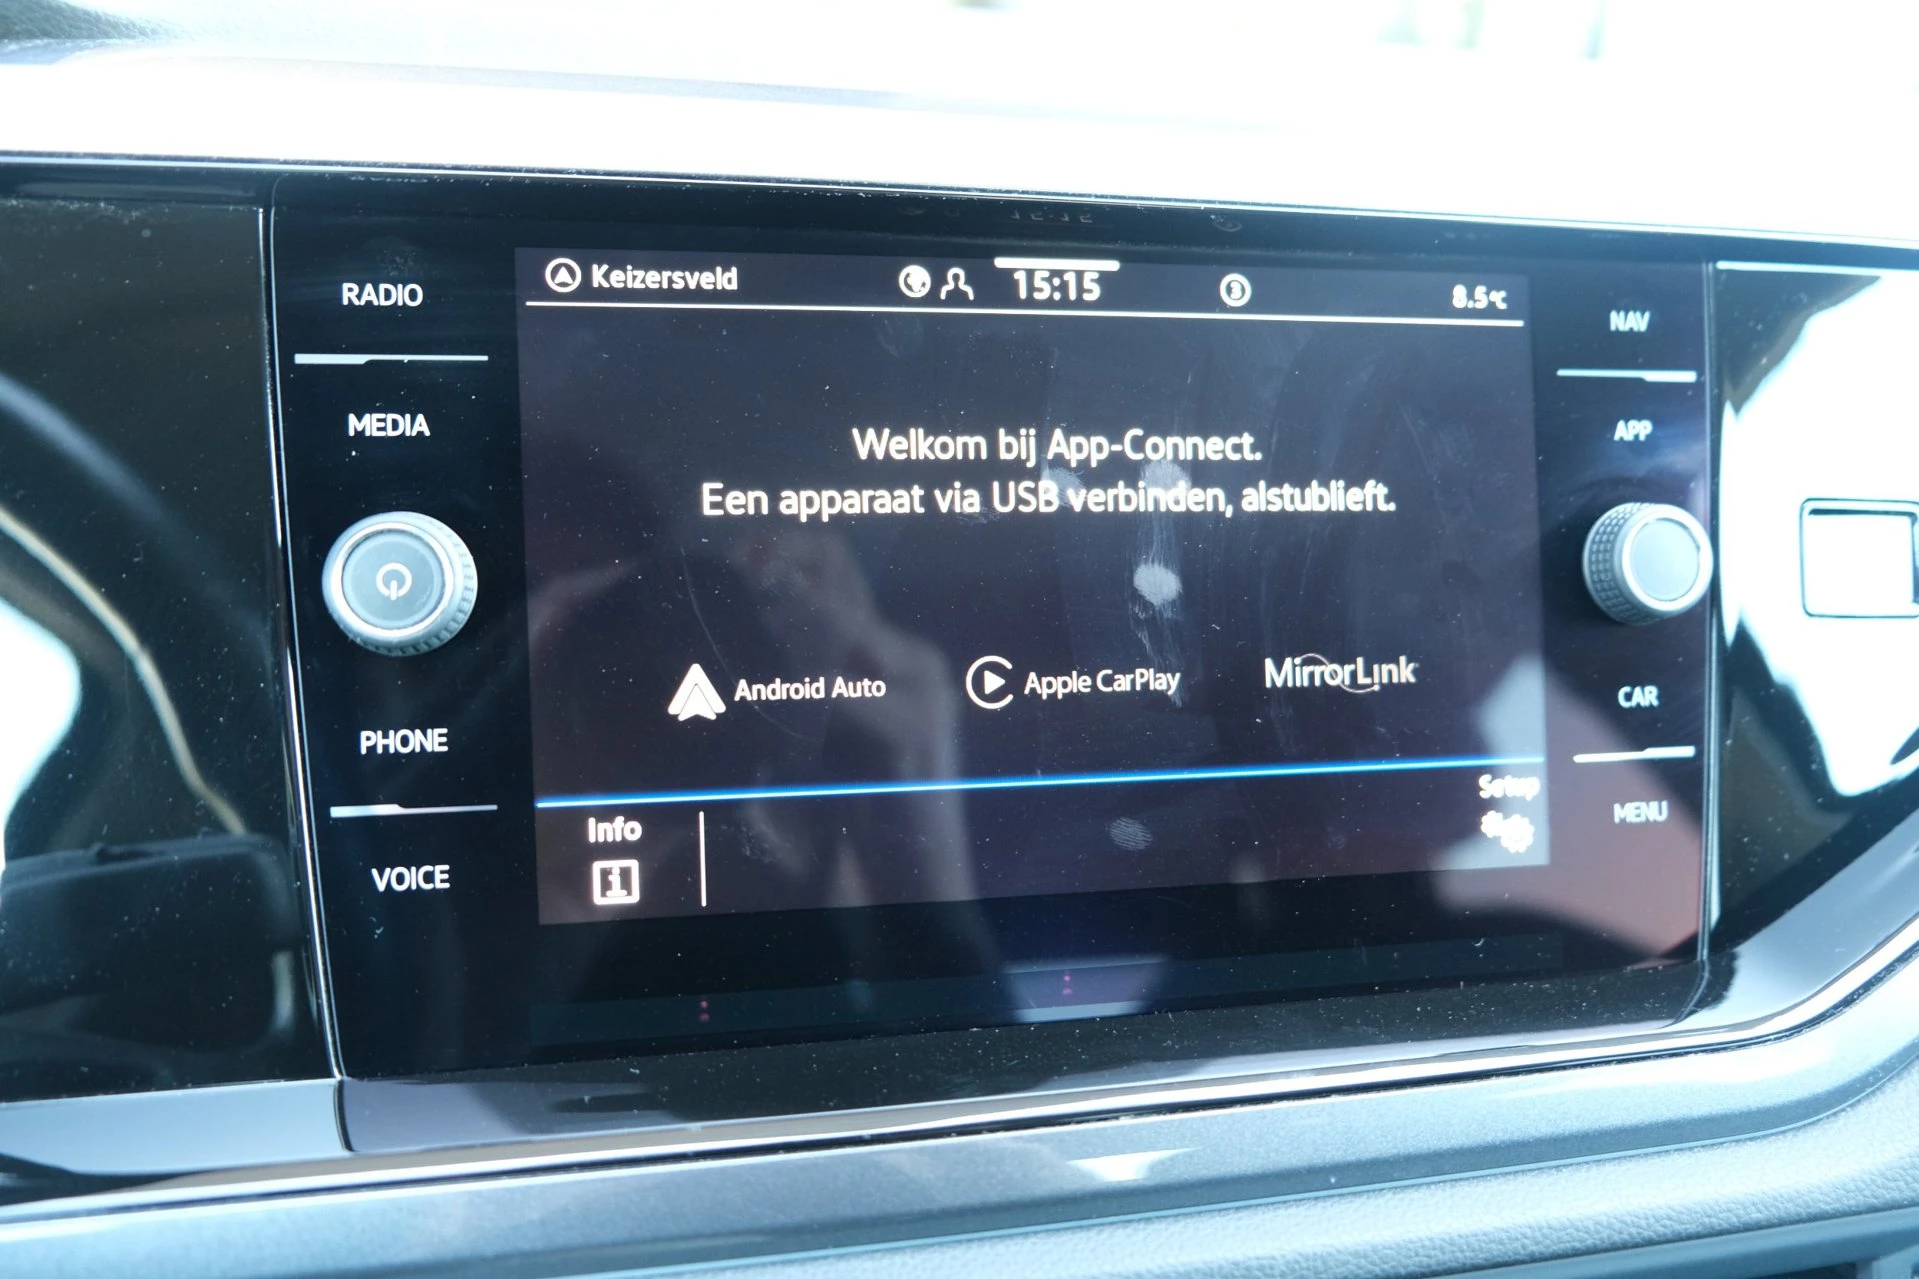 RADIO
MEDIA
PHONE
VOICE
Keizersveld
15:15
3
8.5°C
Welkom bij App-Connect.
Een apparaat via USB verbinden, alstublieft.
Android Auto
Apple CarPlay
MirrorLink
Info
i
Setup
NAV
APP
CAR
MENU